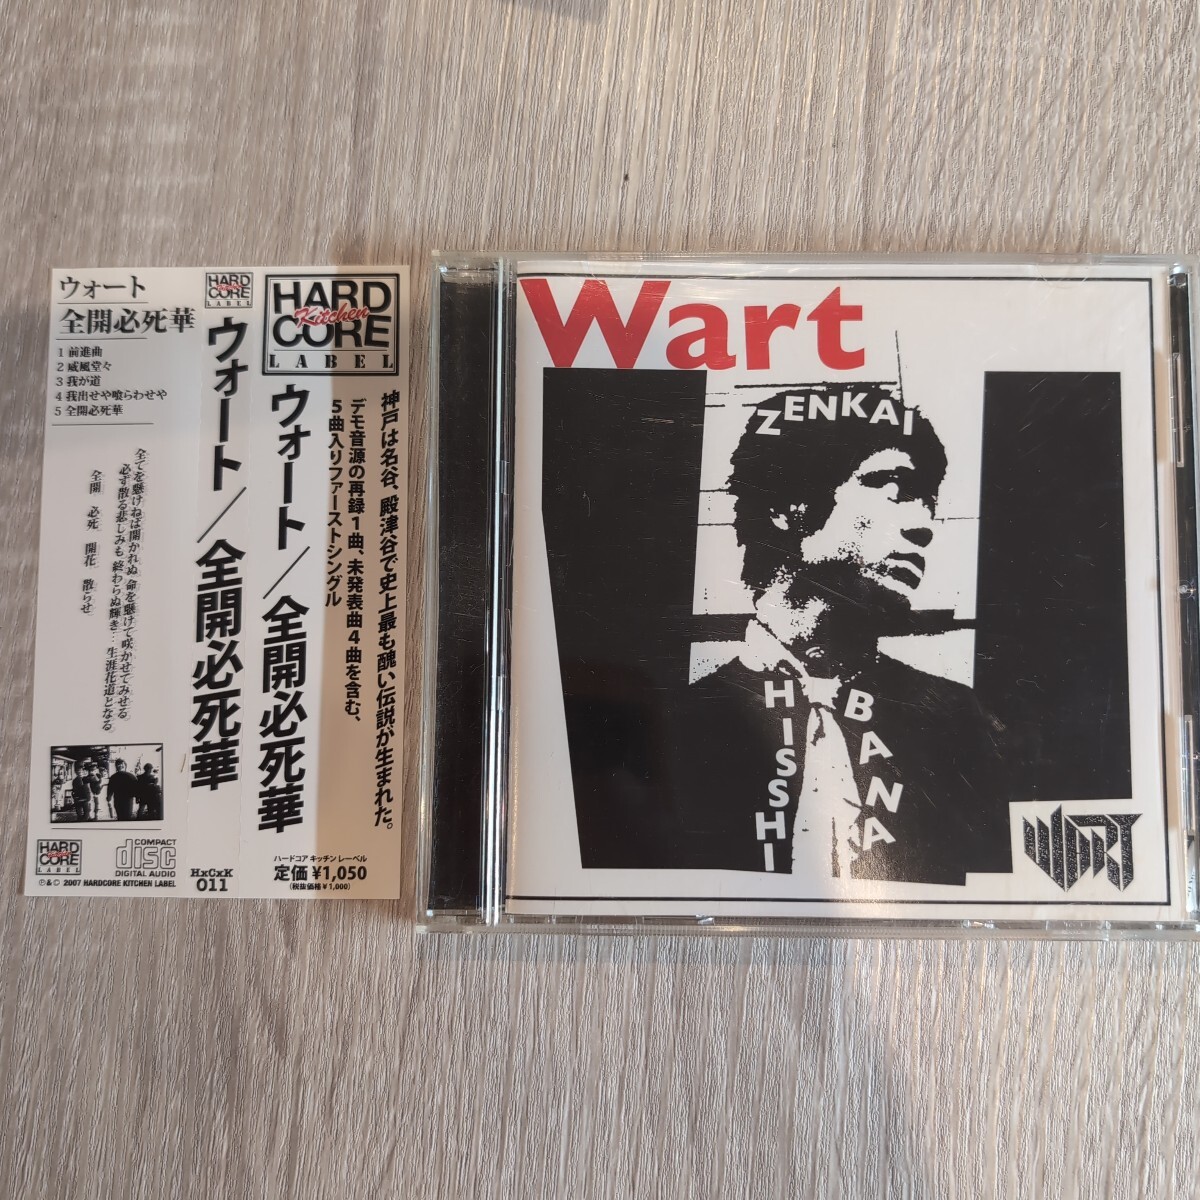 ウォート
全開必死華
1 前進曲
2 威風堂々
3 我が道
4 我出せや喰らわせや
5 全開必死華
全てを懸けねば開かれぬ 命を懸けて咲かせてみせる
必ず散る悲しみも 終わらぬ輝き… 生涯花道となる
全開 必死 開花 散らせ
HARD
Kitchen
CORE
LABEL
COMPACT
disc
DIGITAL AUDIO
℗&© 2007 HARDCORE KITCHEN LABEL
HARD
Kitchen
CORE
LABEL
ウォート/全開必死華
HxCxK
011
HARD
Kitchen
CORE
LABEL
神戸は名谷、殿津谷で史上最も醜い伝説が生まれた。
デモ音源の再録1曲、未発表曲4曲を含む、
5曲入りファーストシングル
ウォート/全開必死華
ハードコア キッチン レーベル
定価 ¥1,050
(税抜価格¥1,000)
Wart
ZENKAI
HISSHI
BANA
WART